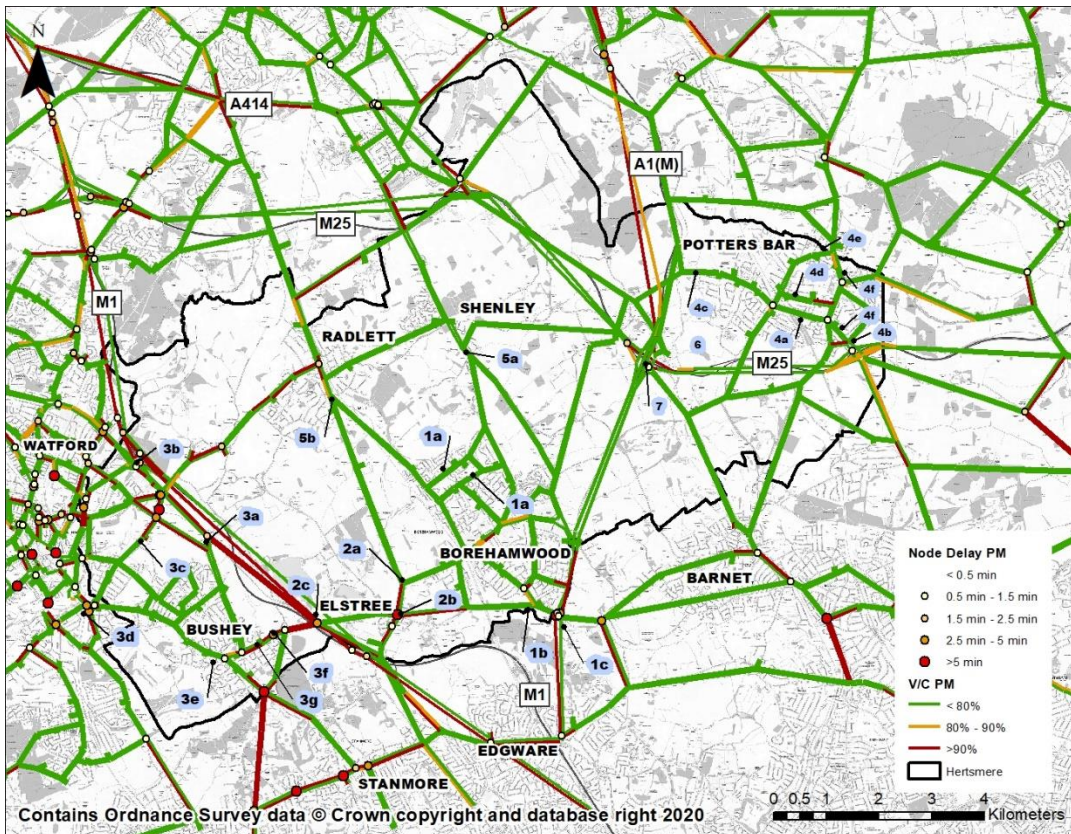 N
A414
A1(M)
M25
POTTERS BAR
4e
4d
4f
M1
SHENLEY
4c
4f
RADLETT
6
4a
4b
5a
M25
7
WATFORD
3b
5b
1a
1a
3a
2a
BOREHAMWOOD
3c
2c
ELSTREE
2b
BARNET
3d
BUSHEY
3f
1b
1c
3e
3g
M1
EDGWARE
STANMORE
Node Delay PM
< 0.5 min
0.5 min - 1.5 min
1.5 min - 2.5 min
2.5 min - 5 min
>5 min
V/C PM
< 80%
80% - 90%
>90%
Hertsmere
0 0.5 1 2 3 4
Kilometers
Contains Ordnance Survey data © Crown copyright and database right 2020